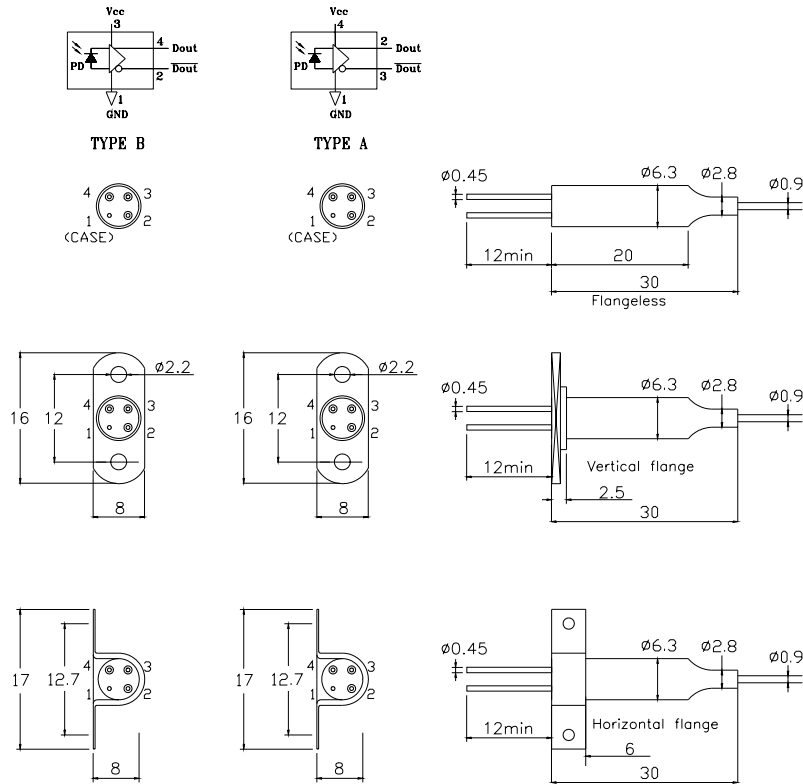 Vcc
3
4 Dout
PD
Dout
2
1
GND
TYPE B
Vcc
4
2 Dout
PD
Dout
3
1
GND
TYPE A
4 3
1 2
(CASE)
4 3
1 2
(CASE)
Ø0.45
Ø6.3
Ø2.8
Ø0.9
12min
20
30
Flangeless
Ø2.2
16
12
4 3
1 2
8
Ø2.2
16
12
4 3
1 2
8
Ø0.45
Ø6.3
Ø2.8
Ø0.9
12min
Vertical flange
2.5
30
17
12.7
4 3
1 2
8
17
12.7
4 3
1 2
8
Ø0.45
Ø6.3
Ø2.8
Ø0.9
12min
Horizontal flange
6
30